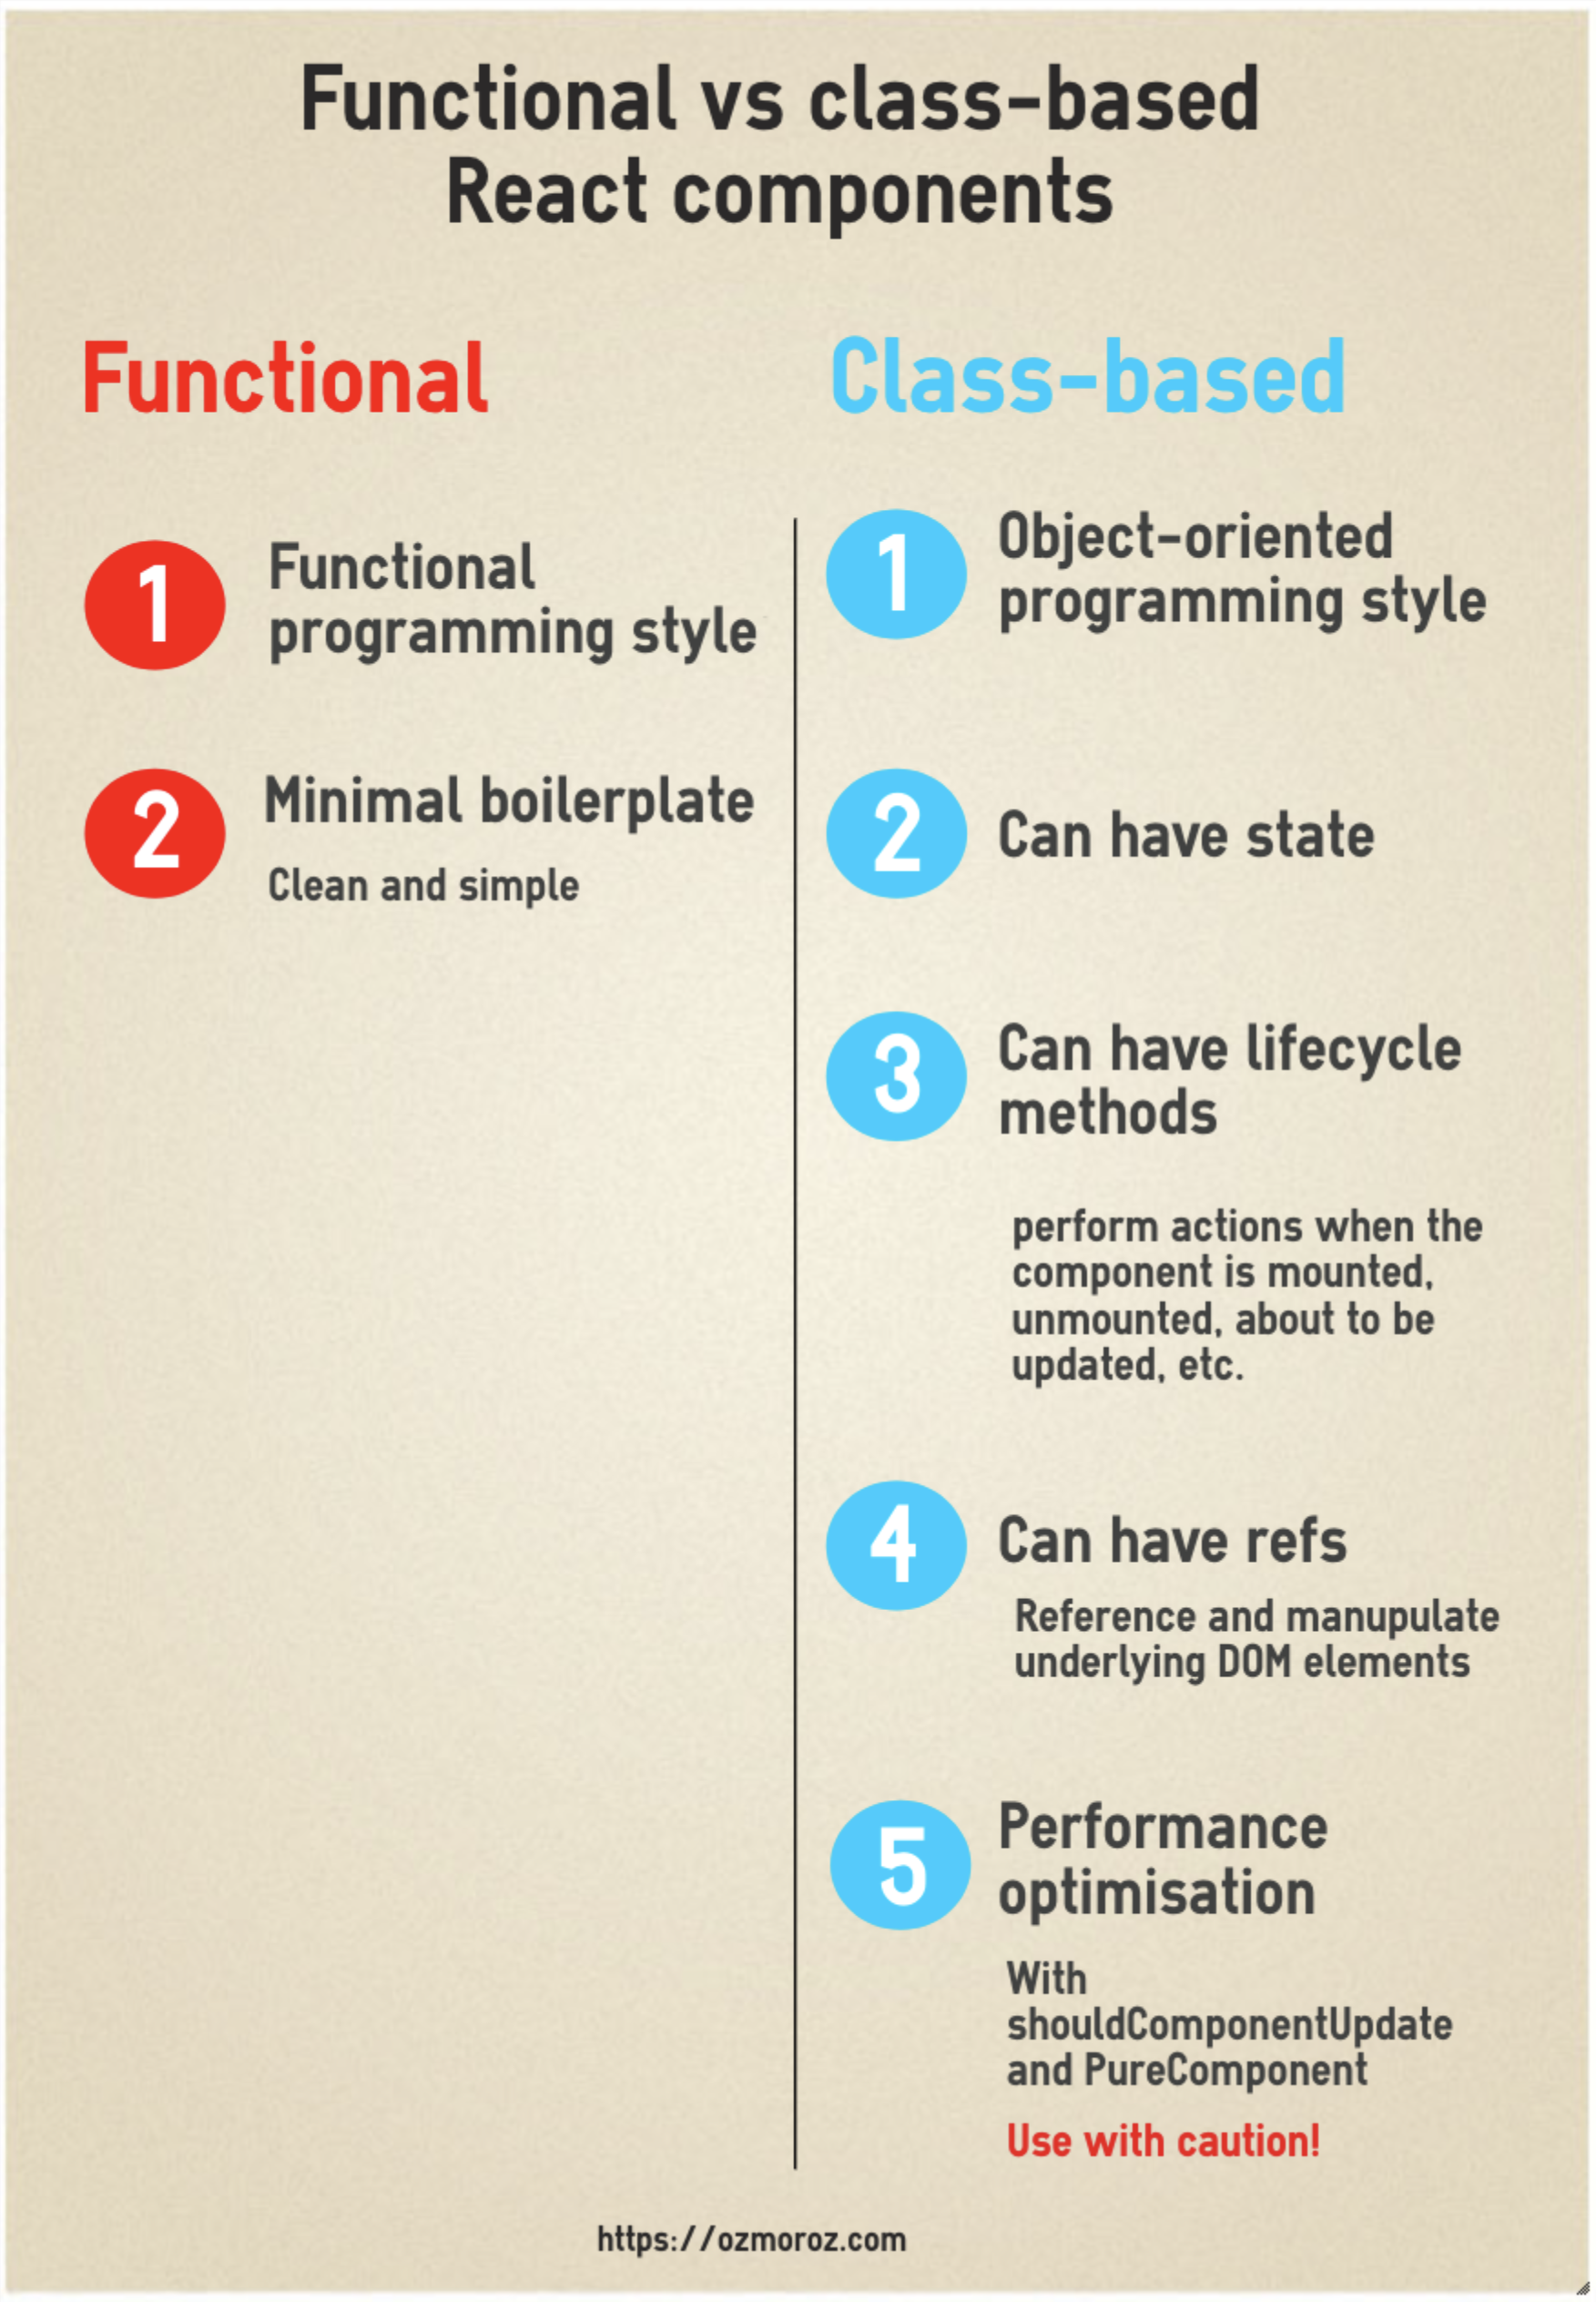 Functional vs class-based
React components
Functional
1
Functional
programming style
2
Minimal boilerplate
Clean and simple
Class-based
1
Object-oriented
programming style
2
Can have state
3
Can have lifecycle
methods
perform actions when the
component is mounted,
unmounted, about to be
updated, etc.
4
Can have refs
Reference and manupulate
underlying DOM elements
5
Performance
optimisation
With
shouldComponentUpdate
and PureComponent
Use with caution!
https://ozmoroz.com